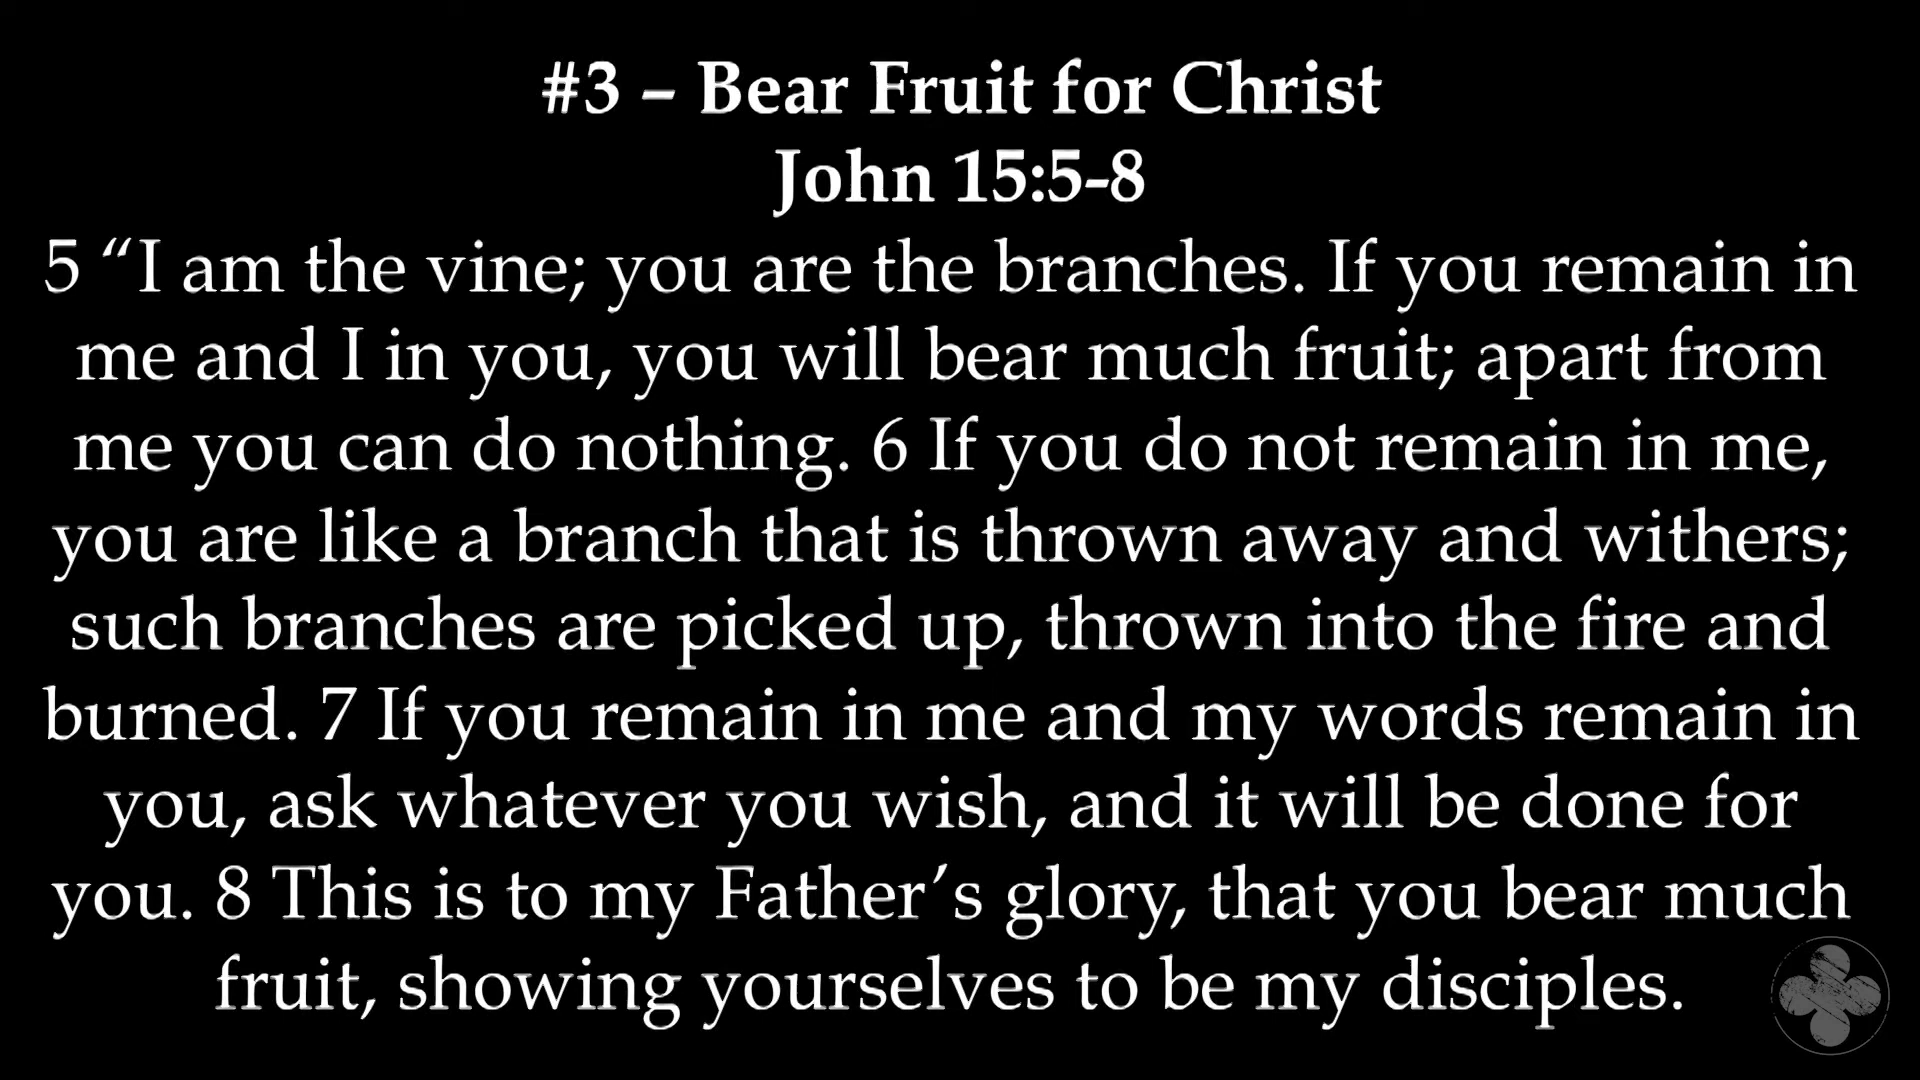 #3 – Bear Fruit for Christ
John 15:5-8
5 “I am the vine; you are the branches. If you remain in
me and I in you, you will bear much fruit; apart from
me you can do nothing. 6 If you do not remain in me,
you are like a branch that is thrown away and withers;
such branches are picked up, thrown into the fire and
burned. 7 If you remain in me and my words remain in
you, ask whatever you wish, and it will be done for
you. 8 This is to my Father’s glory, that you bear much
fruit, showing yourselves to be my disciples.